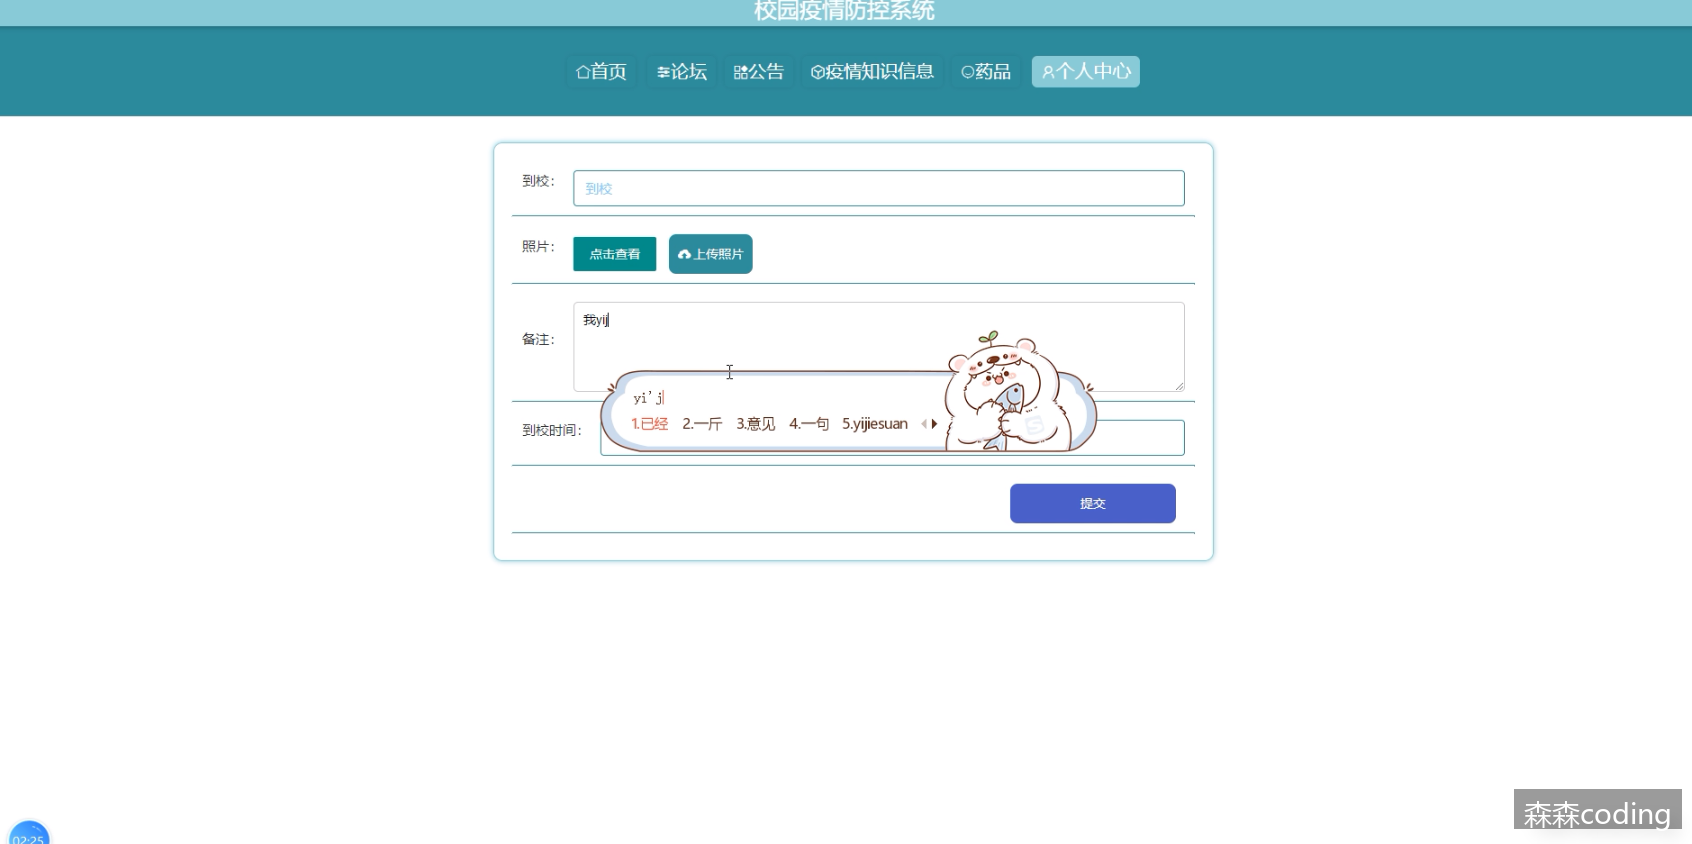 校园疫情防控系统
首页 论坛 公告 疫情知识信息 药品 个人中心
到校： 到校
照片： 点击查看 上传照片
备注： 我yij
yi'j
1.已经 2.一斤 3.意见 4.一句 5.yijiesuan
到校时间：
提交
森森coding
02:25